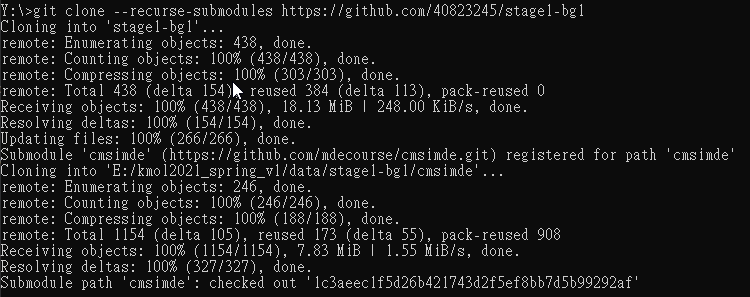 Y:\>git clone --recurse-submodules https://github.com/40823245/stage1-bg1
Cloning into 'stage1-bg1'...
remote: Enumerating objects: 438, done.
remote: Counting objects: 100% (438/438), done.
remote: Compressing objects: 100% (303/303), done.
remote: Total 438 (delta 154), reused 384 (delta 113), pack-reused 0
Receiving objects: 100% (438/438), 18.13 MiB | 248.00 KiB/s, done.
Resolving deltas: 100% (154/154), done.
Updating files: 100% (266/266), done.
Submodule 'cmsimde' (https://github.com/mdecourse/cmsimde.git) registered for path 'cmsimde'
Cloning into 'E:/kmol2021_spring_v1/data/stage1-bg1/cmsimde'...
remote: Enumerating objects: 246, done.
remote: Counting objects: 100% (246/246), done.
remote: Compressing objects: 100% (188/188), done.
remote: Total 1154 (delta 105), reused 173 (delta 55), pack-reused 908
Receiving objects: 100% (1154/1154), 7.83 MiB | 1.55 MiB/s, done.
Resolving deltas: 100% (327/327), done.
Submodule path 'cmsimde': checked out '1c3aeec1f5d26b421743d2f5ef8bb7d5b99292af'